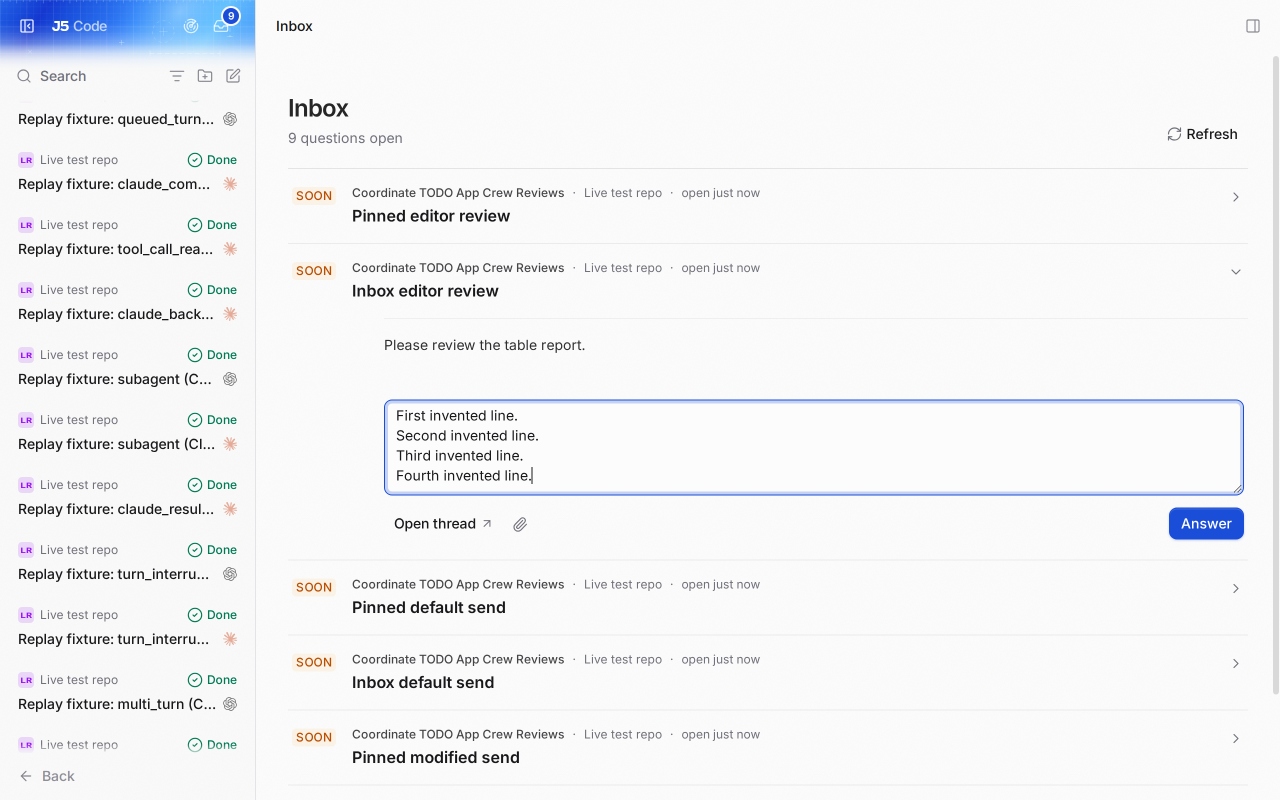 J5 Code
9
Search
Replay fixture: queued_turn...
LR Live test repo Done
Replay fixture: claude_com...
LR Live test repo Done
Replay fixture: tool_call_rea...
LR Live test repo Done
Replay fixture: claude_back...
LR Live test repo Done
Replay fixture: subagent (C...
LR Live test repo Done
Replay fixture: subagent (Cl...
LR Live test repo Done
Replay fixture: claude_resul...
LR Live test repo Done
Replay fixture: turn_interru...
LR Live test repo Done
Replay fixture: turn_interru...
LR Live test repo Done
Replay fixture: multi_turn (C...
LR Live test repo Done
Back
Inbox
Inbox
9 questions open
Refresh
SOON Coordinate TODO App Crew Reviews · Live test repo · open just now
Pinned editor review
SOON Coordinate TODO App Crew Reviews · Live test repo · open just now
Inbox editor review
Please review the table report.
First invented line.
Second invented line.
Third invented line.
Fourth invented line.
Open thread
Answer
SOON Coordinate TODO App Crew Reviews · Live test repo · open just now
Pinned default send
SOON Coordinate TODO App Crew Reviews · Live test repo · open just now
Inbox default send
SOON Coordinate TODO App Crew Reviews · Live test repo · open just now
Pinned modified send